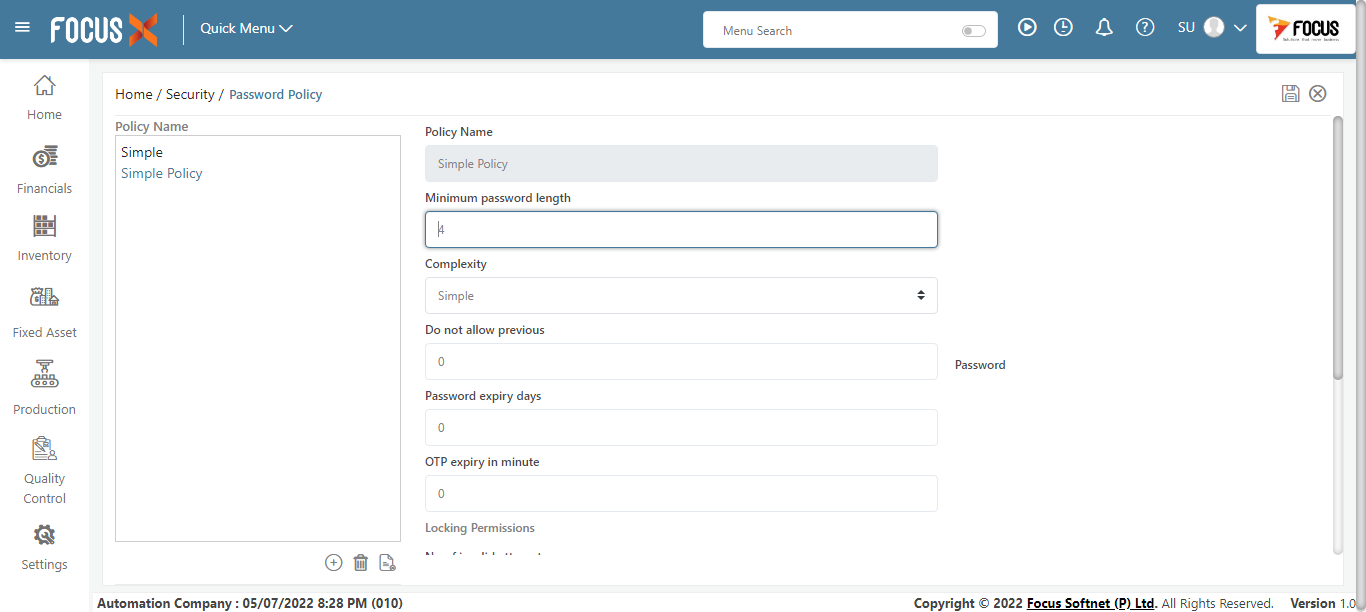 FOCUS X
Quick Menu
Menu Search
SU
FOCUS
Home
Financials
Inventory
Fixed Asset
Production
Quality
Control
Settings
Home / Security / Password Policy
Policy Name
Simple
Simple Policy
Policy Name
Simple Policy
Minimum password length
4
Complexity
Simple
Do not allow previous
0
Password
Password expiry days
0
OTP expiry in minute
0
Locking Permissions
Automation Company : 05/07/2022 8:28 PM (010)
Copyright © 2022 Focus Softnet (P) Ltd. All Rights Reserved.
Version 1.0